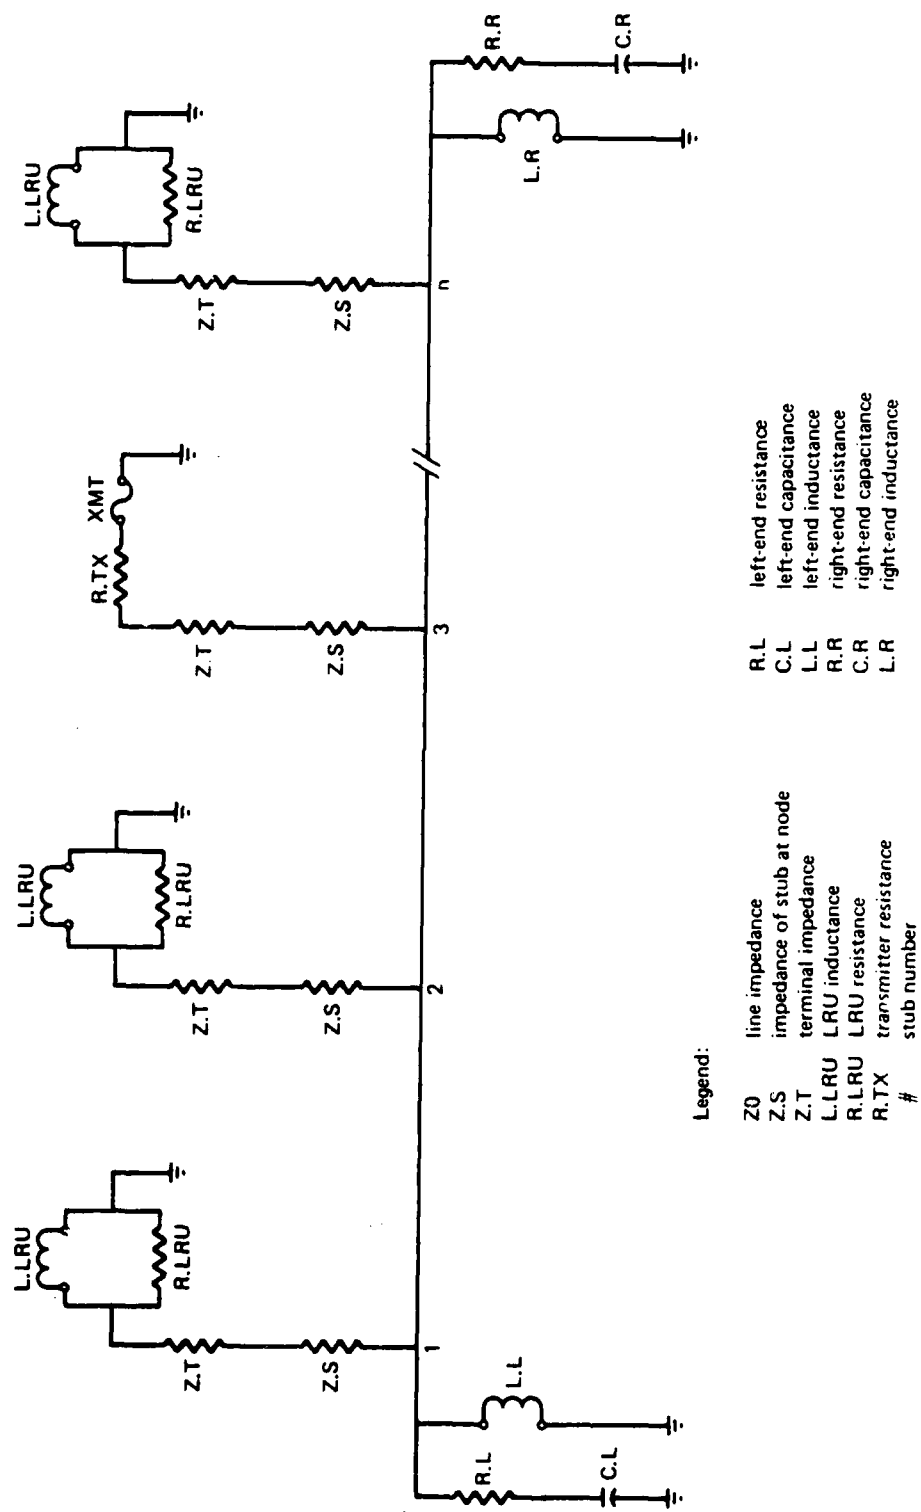 L.LRU
R.LRU
Z.T
Z.S
1
R.L
C.L
L.L
L.LRU
R.LRU
Z.T
Z.S
2
R.TX
XMT
Z.T
Z.S
3
L.LRU
R.LRU
Z.T
Z.S
n
L.R
R.R
C.R
Legend:
Z0 line impedance
Z.S impedance of stub at node
Z.T terminal impedance
L.LRU LRU inductance
R.LRU LRU resistance
R.TX transmitter resistance
# stub number
R.L left-end resistance
C.L left-end capacitance
L.L left-end inductance
R.R right-end resistance
C.R right-end capacitance
L.R right-end inductance